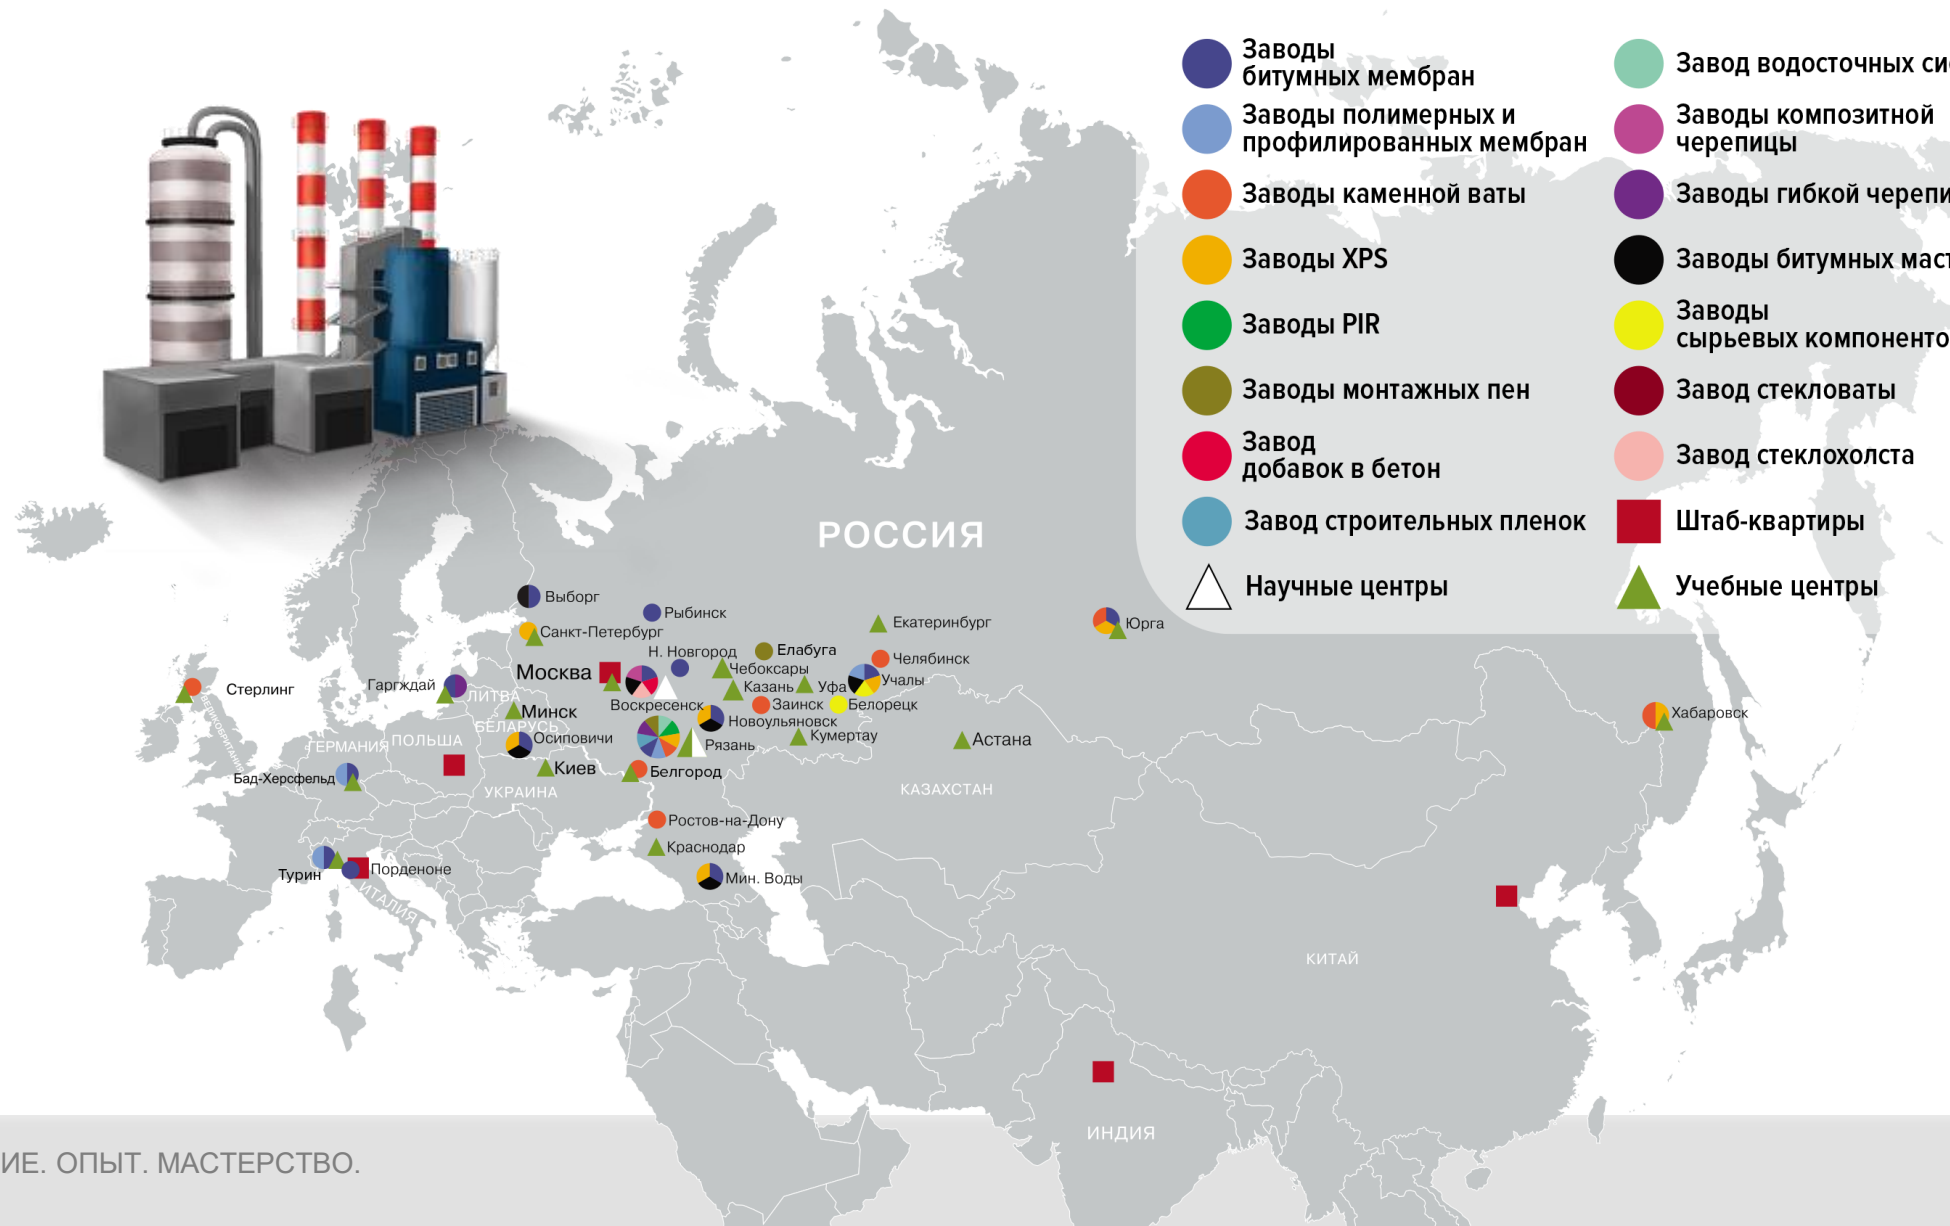 Заводы
битумных мембран
Заводы полимерных и
профилированных мембран
Заводы каменной ваты
Заводы XPS
Заводы PIR
Заводы монтажных пен
Завод
добавок в бетон
Завод строительных пленок
Научные центры
Завод водосточных
Заводы композитной
черепицы
Заводы гибкой
Заводы битумных
Заводы
сырьевых
Завод стекловаты
Завод стеклохолста
Штаб-квартиры
Учебные центры
РОССИЯ
Выборг
Рыбинск
Екатеринбург
Юрга
Санкт-Петербург
Н. Новгород
Елабуга
Челябинск
Москва
Чебоксары
Учалы
Стерлинг
Гаргждай
ЛИТВА
Казань
Уфа
Воскресенск
Заинск
Белорецк
Минск
БЕЛАРУСЬ
Новоульяновск
Хабаровск
ВЕЛИКОБРИТАНИЯ
ГЕРМАНИЯ
ПОЛЬША
Осиповичи
Рязань
Кумертау
Астана
Бад-Херсфельд
Киев
Белгород
УКРАИНА
КАЗАХСТАН
Ростов-на-Дону
Краснодар
Турин
Порденоне
Мин. Воды
ИТАЛИЯ
КИТАЙ
ИНДИЯ
ИЕ. ОПЫТ. МАСТЕРСТВО.